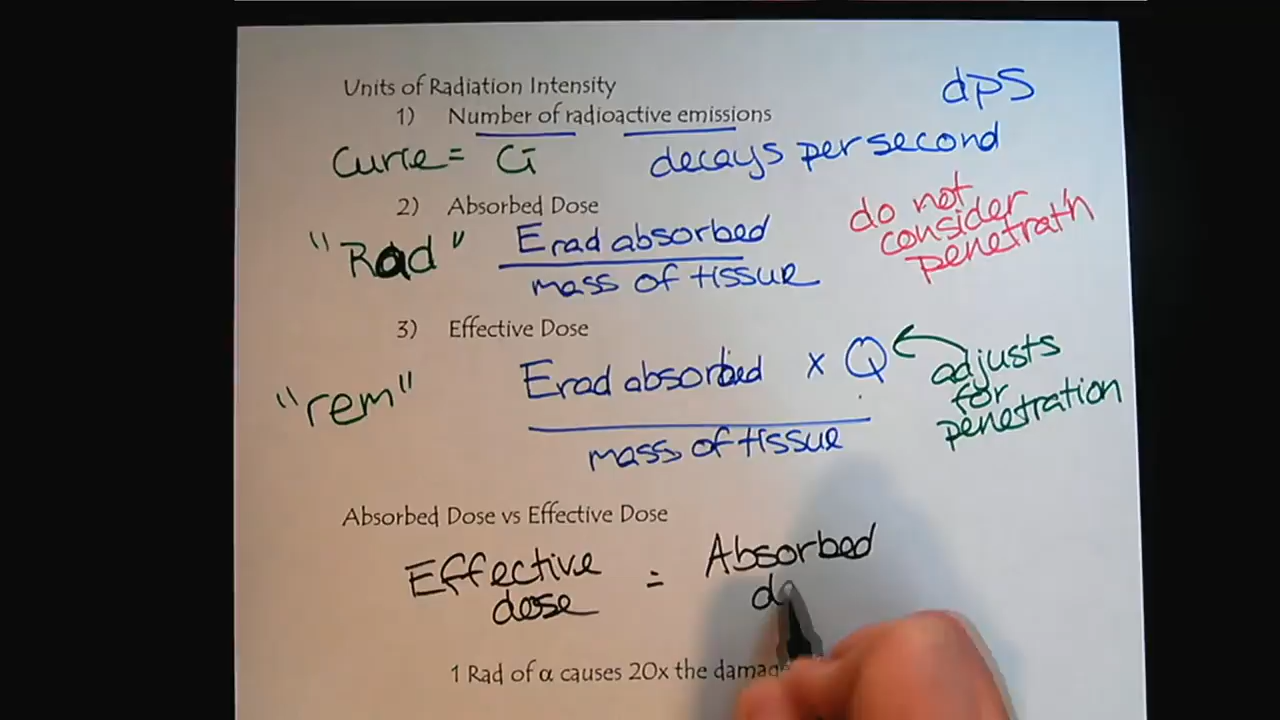 Units of Radiation Intensity
dps
1) Number of radioactive emissions
Curie = Ci decays per second
2) Absorbed Dose
do not
consider
penetrat'n
"Rad" Erad absorbed
mass of tissue
3) Effective Dose
"rem" Erad absorbed x Q
adjusts
for
penetration
mass of tissue
Absorbed Dose vs Effective Dose
Effective
dose
=
Absorbed
do
1 Rad of α causes 20x the damag